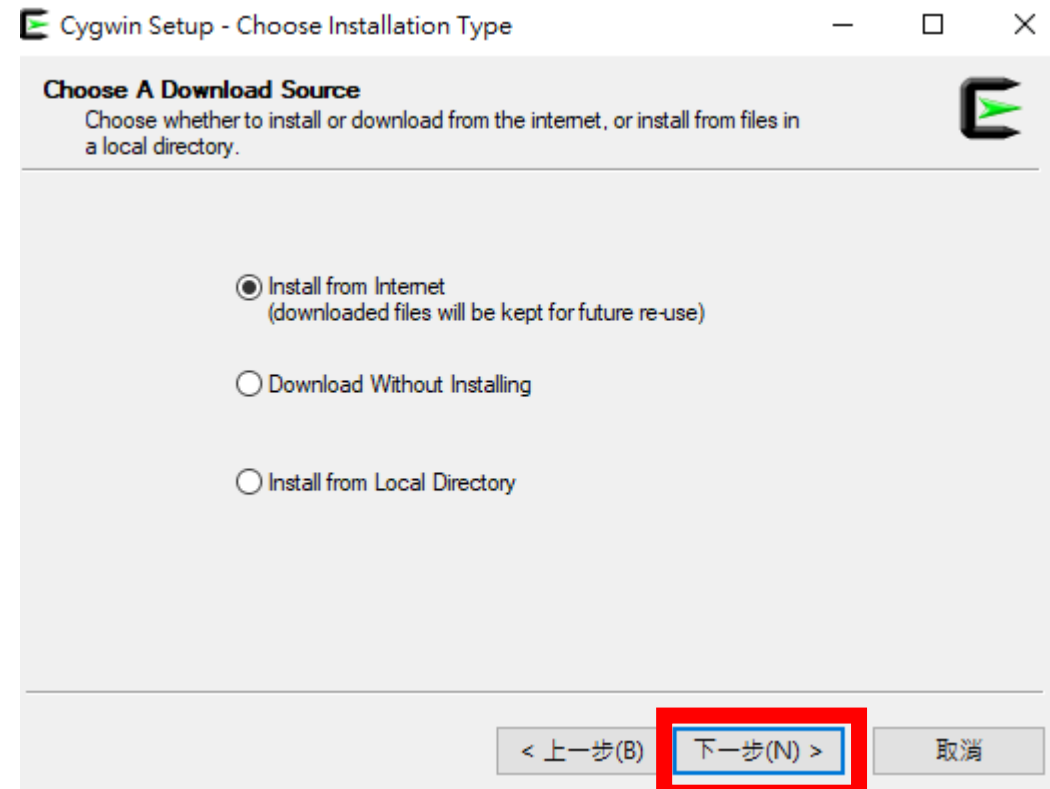 Cygwin Setup - Choose Installation Type
Choose A Download Source
Choose whether to install or download from the internet, or install from files in
a local directory.
Install from Internet
(downloaded files will be kept for future re-use)
Download Without Installing
Install from Local Directory
< 上一步(B)
下一步(N) >
取消